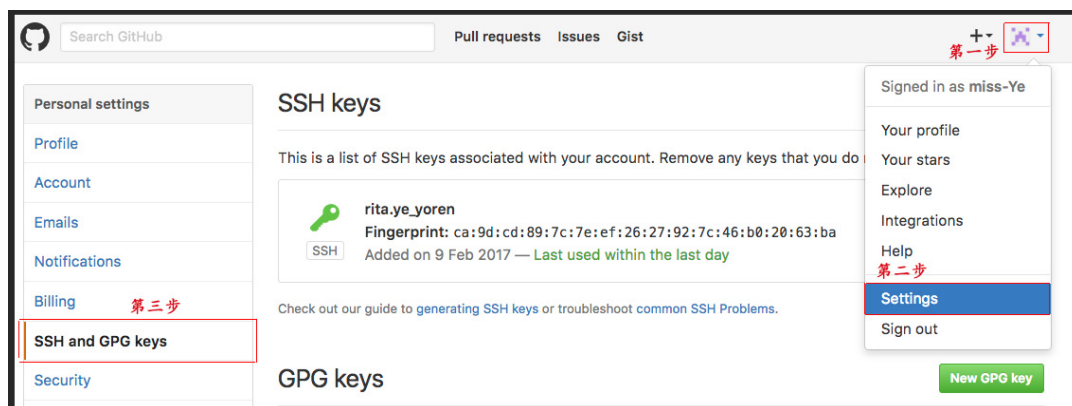 Search GitHub
Pull requests Issues Gist
第一步
Signed in as miss-Ye
Your profile
Your stars
Explore
Integrations
Help
第二步
Settings
Sign out
Personal settings
Profile
Account
Emails
Notifications
Billing
第三步
SSH and GPG keys
Security
SSH keys
This is a list of SSH keys associated with your account. Remove any keys that you do
rita.ye_yoren
Fingerprint: ca:9d:cd:89:7c:7e:ef:26:27:92:7c:46:b0:20:63:ba
SSH
Added on 9 Feb 2017 — Last used within the last day
Check out our guide to generating SSH keys or troubleshoot common SSH Problems.
GPG keys
New GPG key